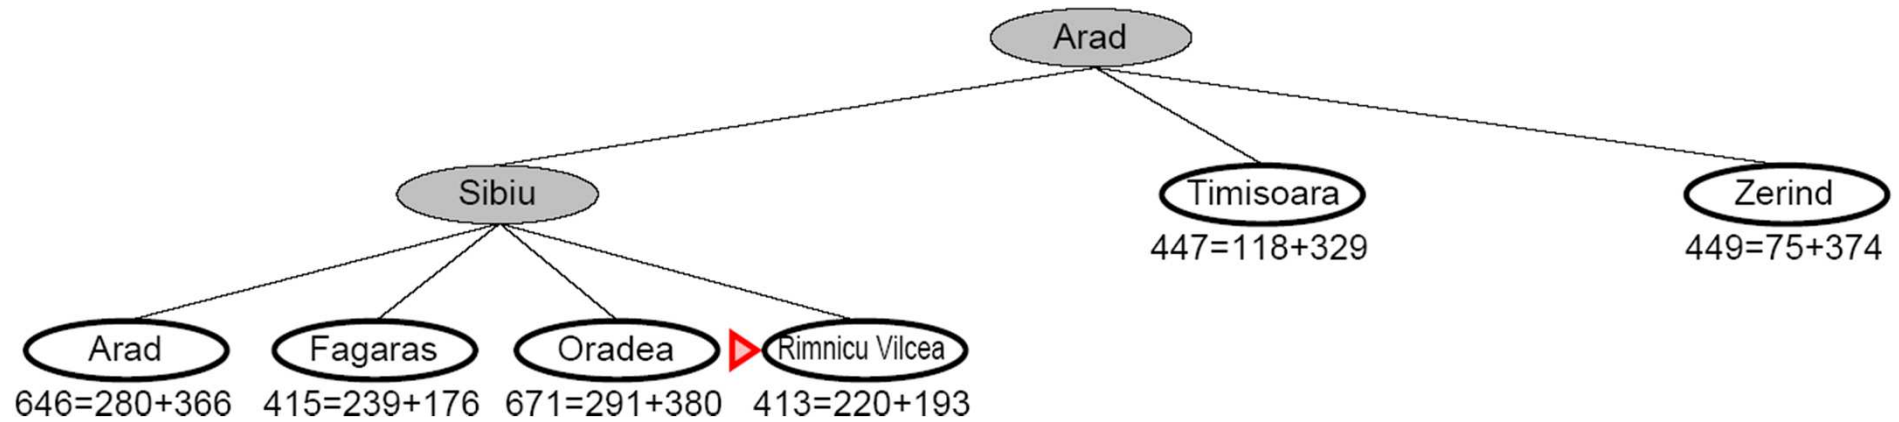 Arad
Sibiu
Timisoara
Zerind
447=118+329
449=75+374
Arad
Fagaras
Oradea
Rimnicu Vilcea
646=280+366
415=239+176
671=291+380
413=220+193